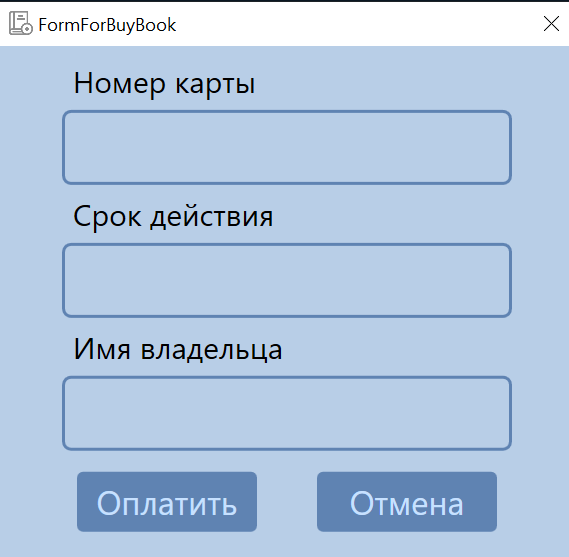 FormForBuyBook
Номер карты
Срок действия
Имя владельца
Оплатить Отмена